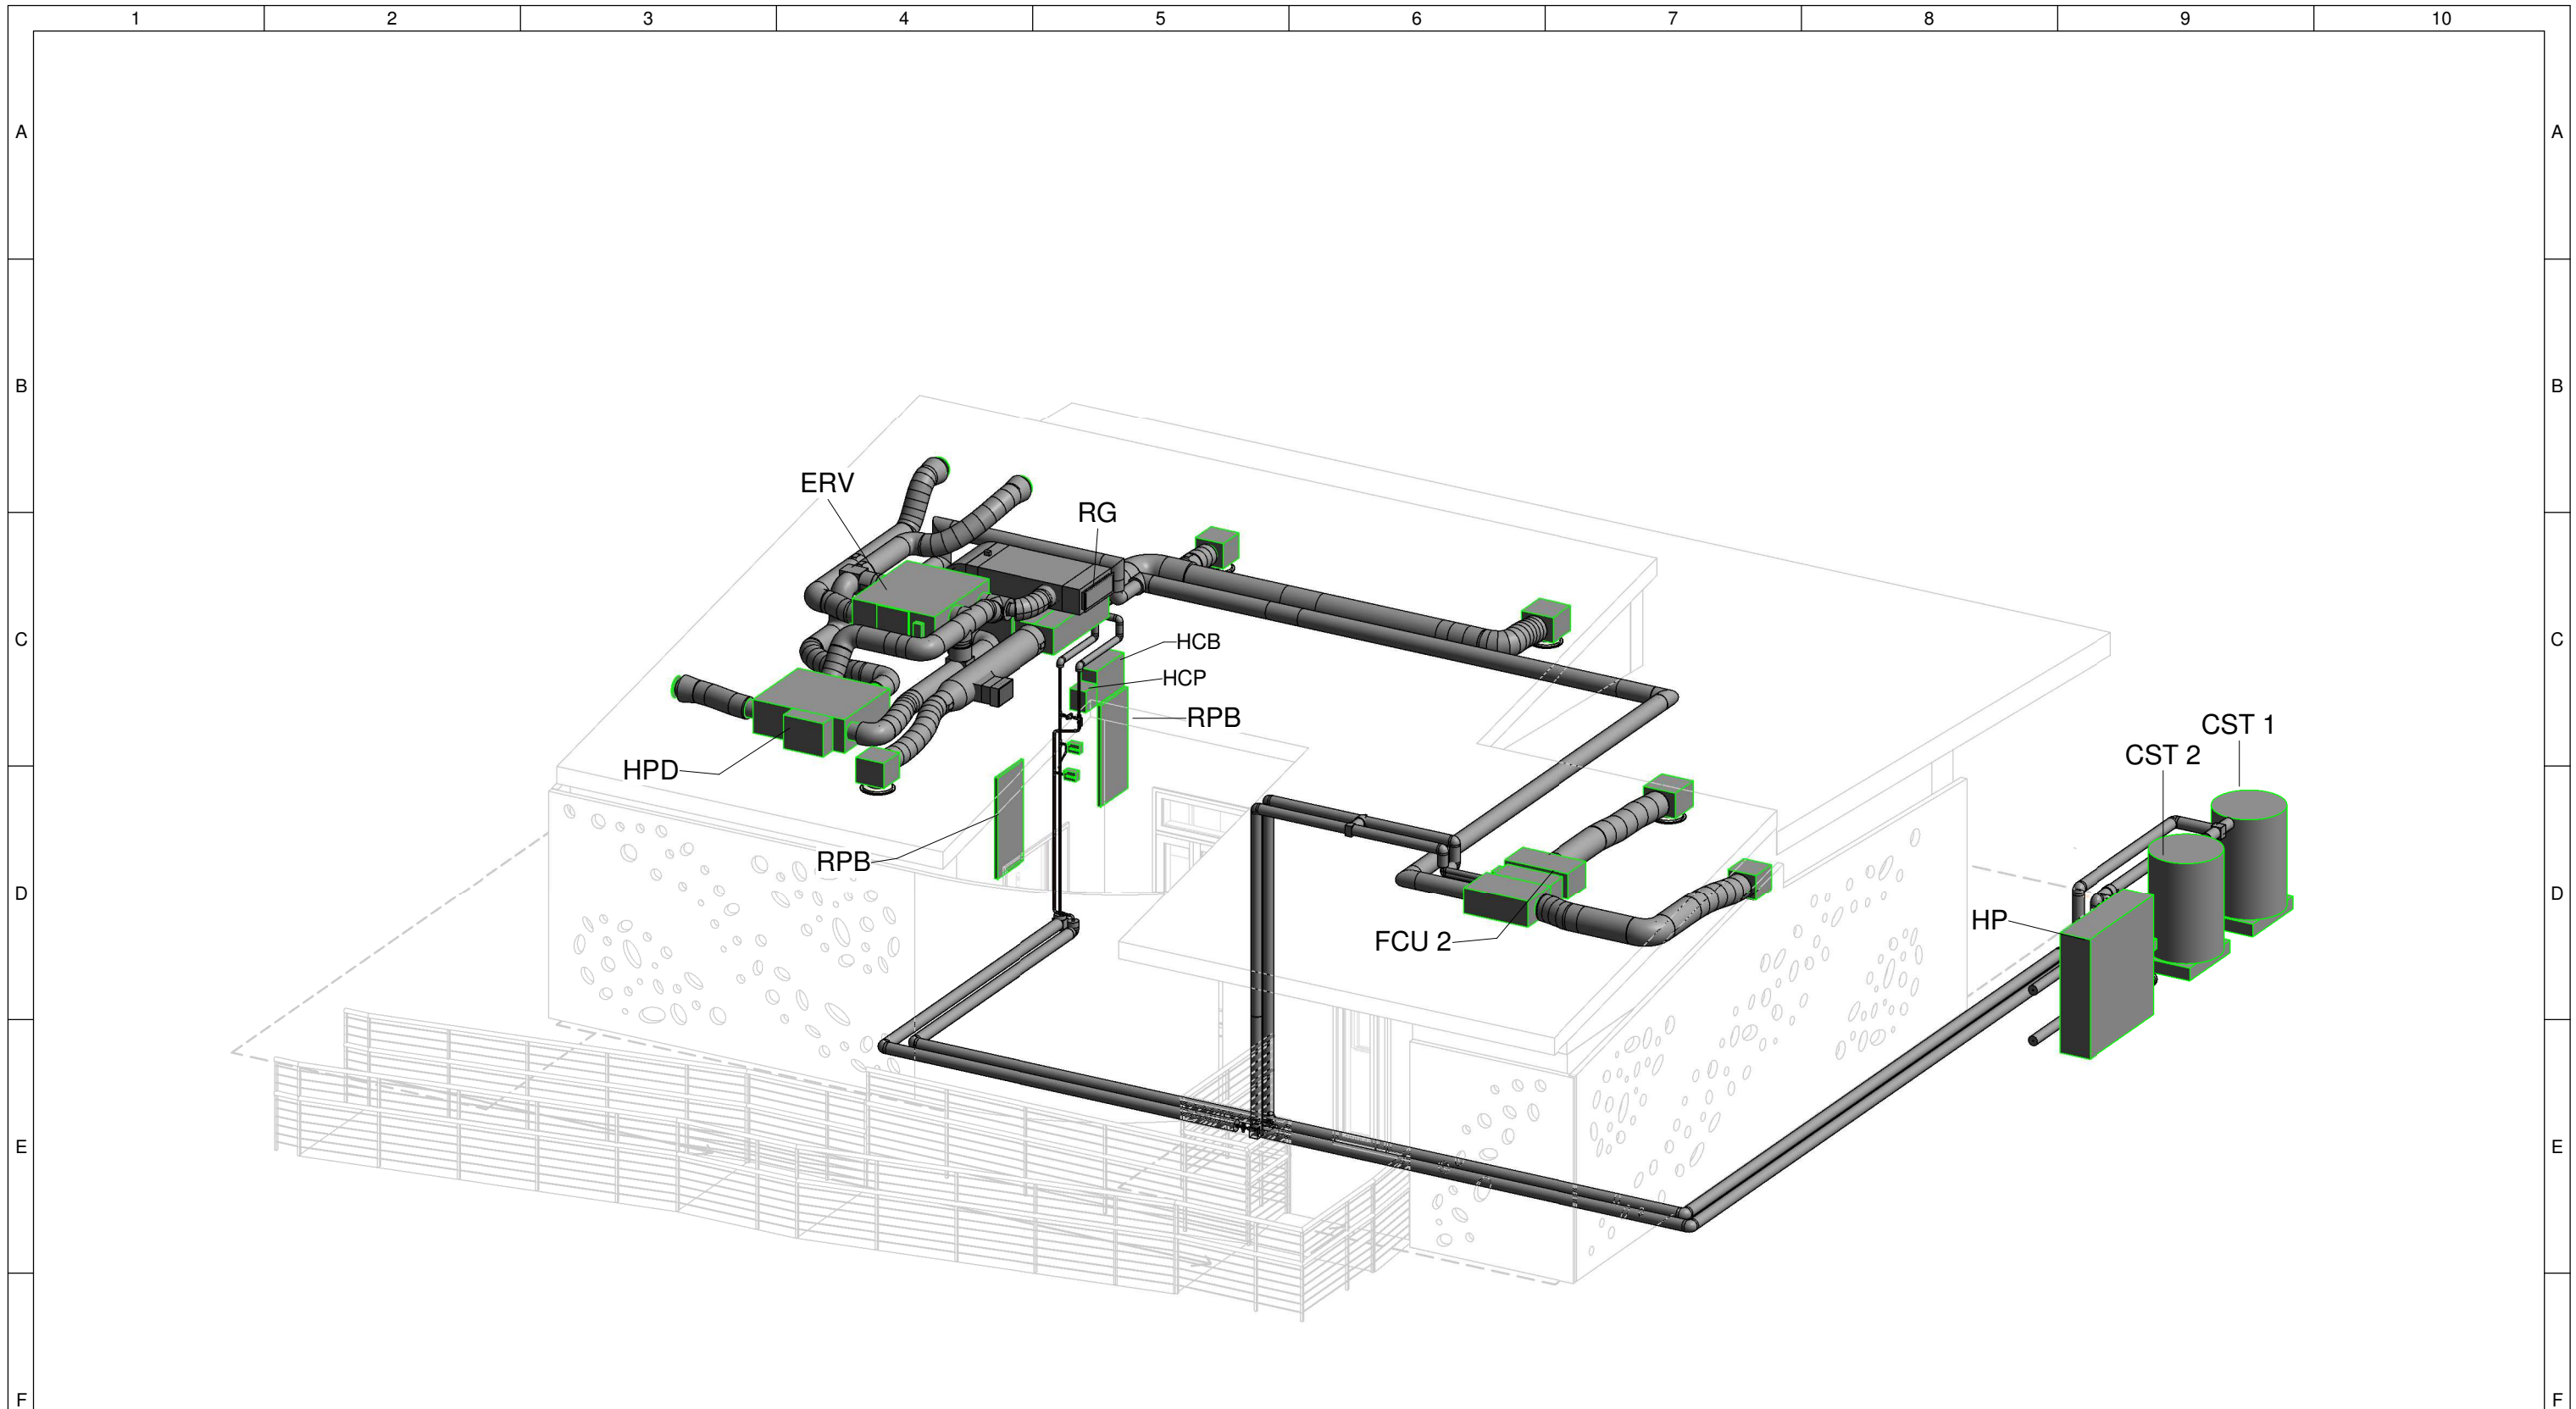 1 2 3 4 5 6 7 8 9 10
A A
B B
ERV
RG
C C
HCB
HCP
RPB
CST 1
CST 2
HPD
RPB
D D
HP
FCU 2
E E
F F